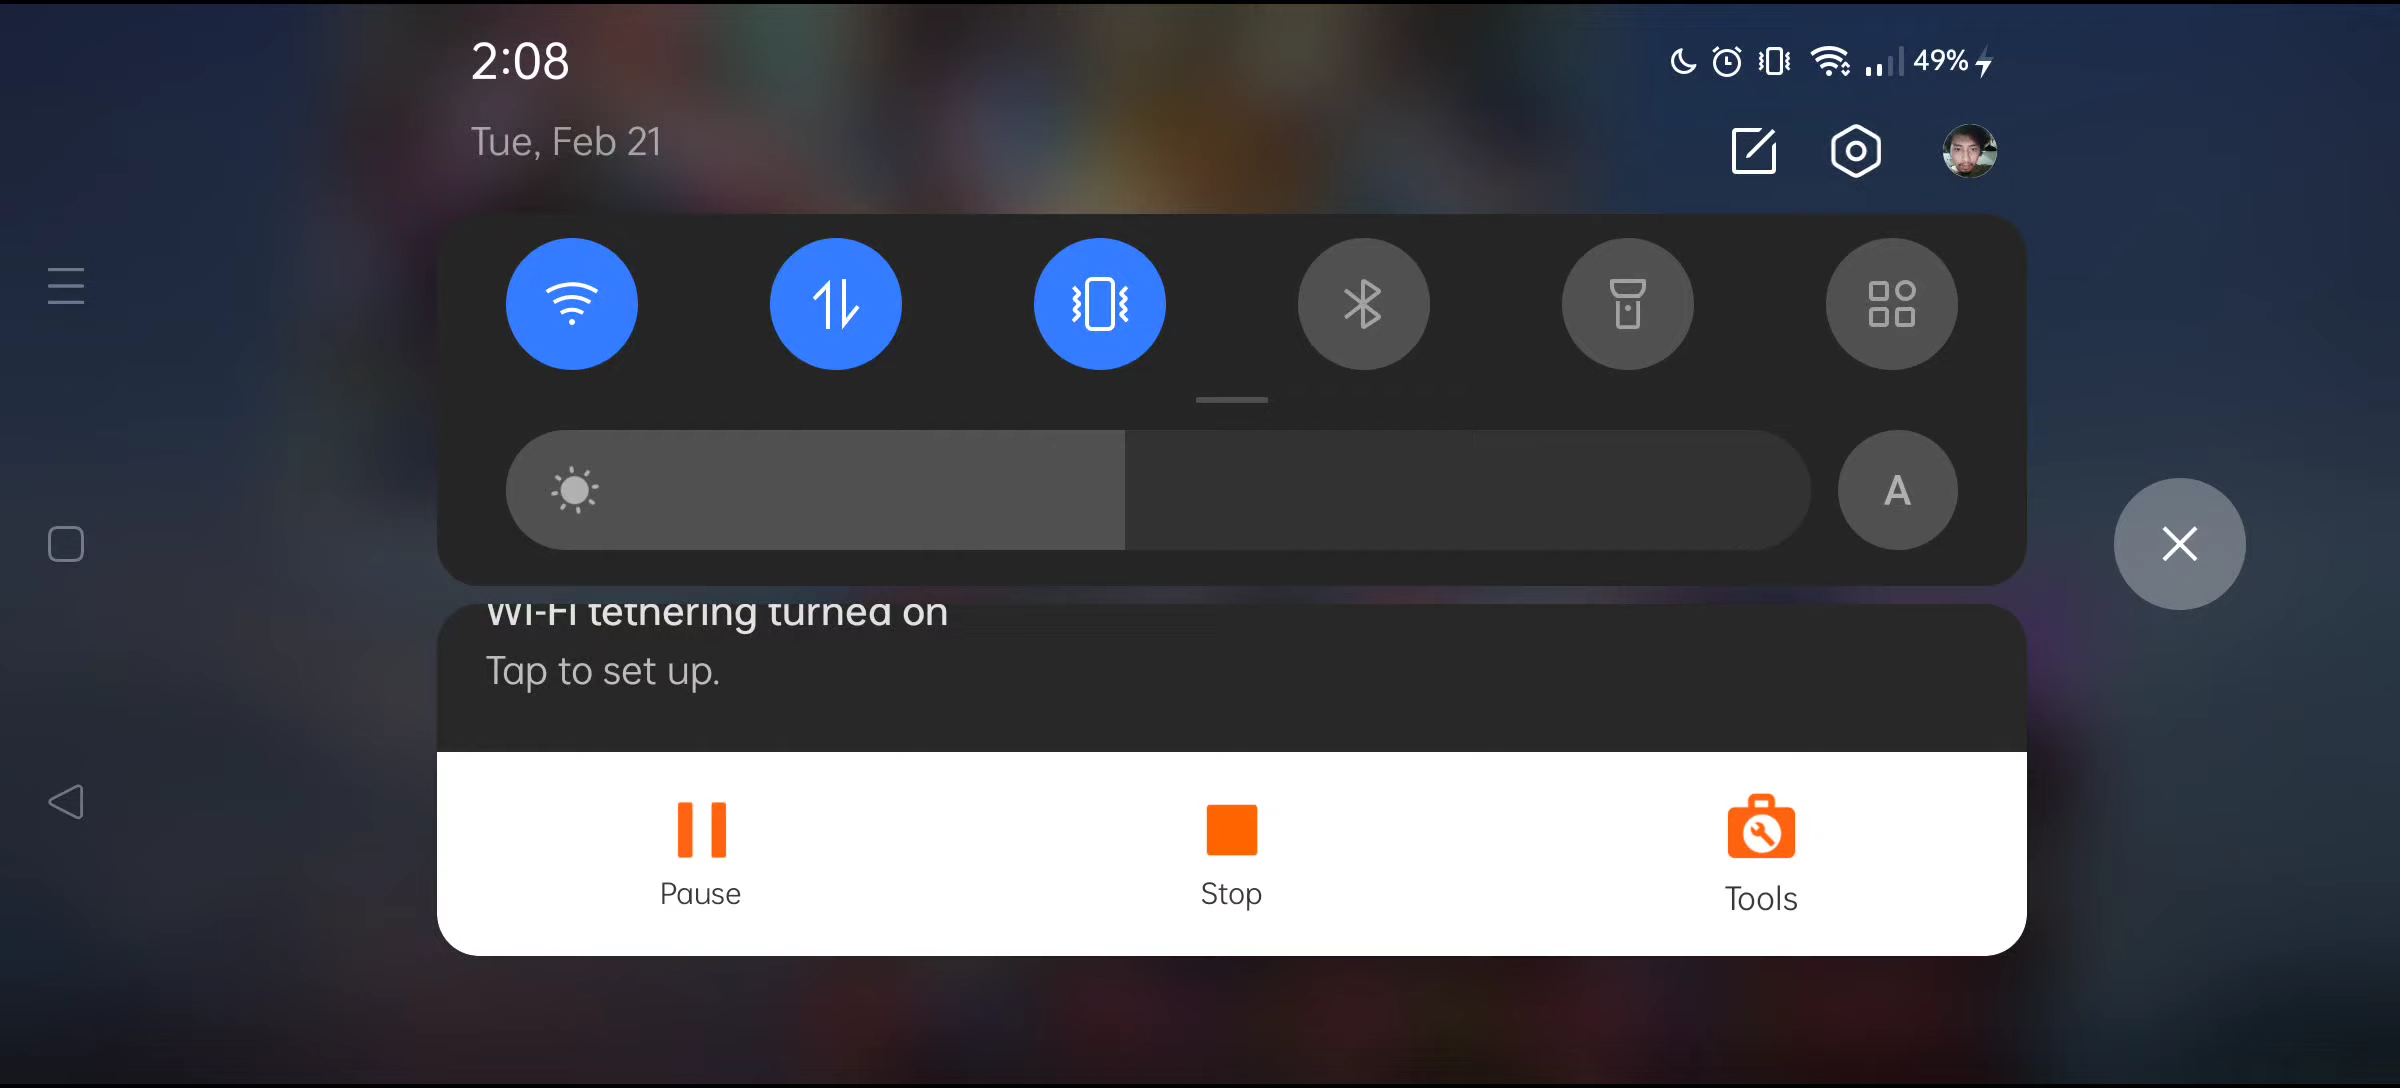 2:08
49%
Tue, Feb 21
A
Wi-Fi tethering turned on
Tap to set up.
Pause
Stop
Tools